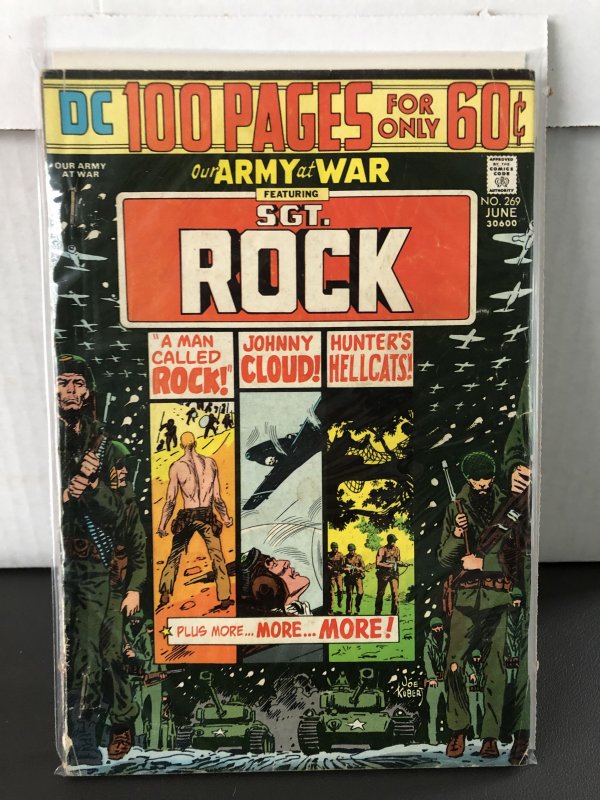 DC 100 PAGES FOR ONLY 60¢
OUR ARMY
AT WAR
Our ARMY at WAR
FEATURING
SGT.
ROCK
APPROVED
BY THE
COMICS
CODE
AUTHORITY
NO. 269
JUNE
30600
"A MAN
CALLED
ROCK!"
JOHNNY
CLOUD!
HUNTER'S
HELLCATS!
PLUS MORE... MORE... MORE!
JOE
KUBERT